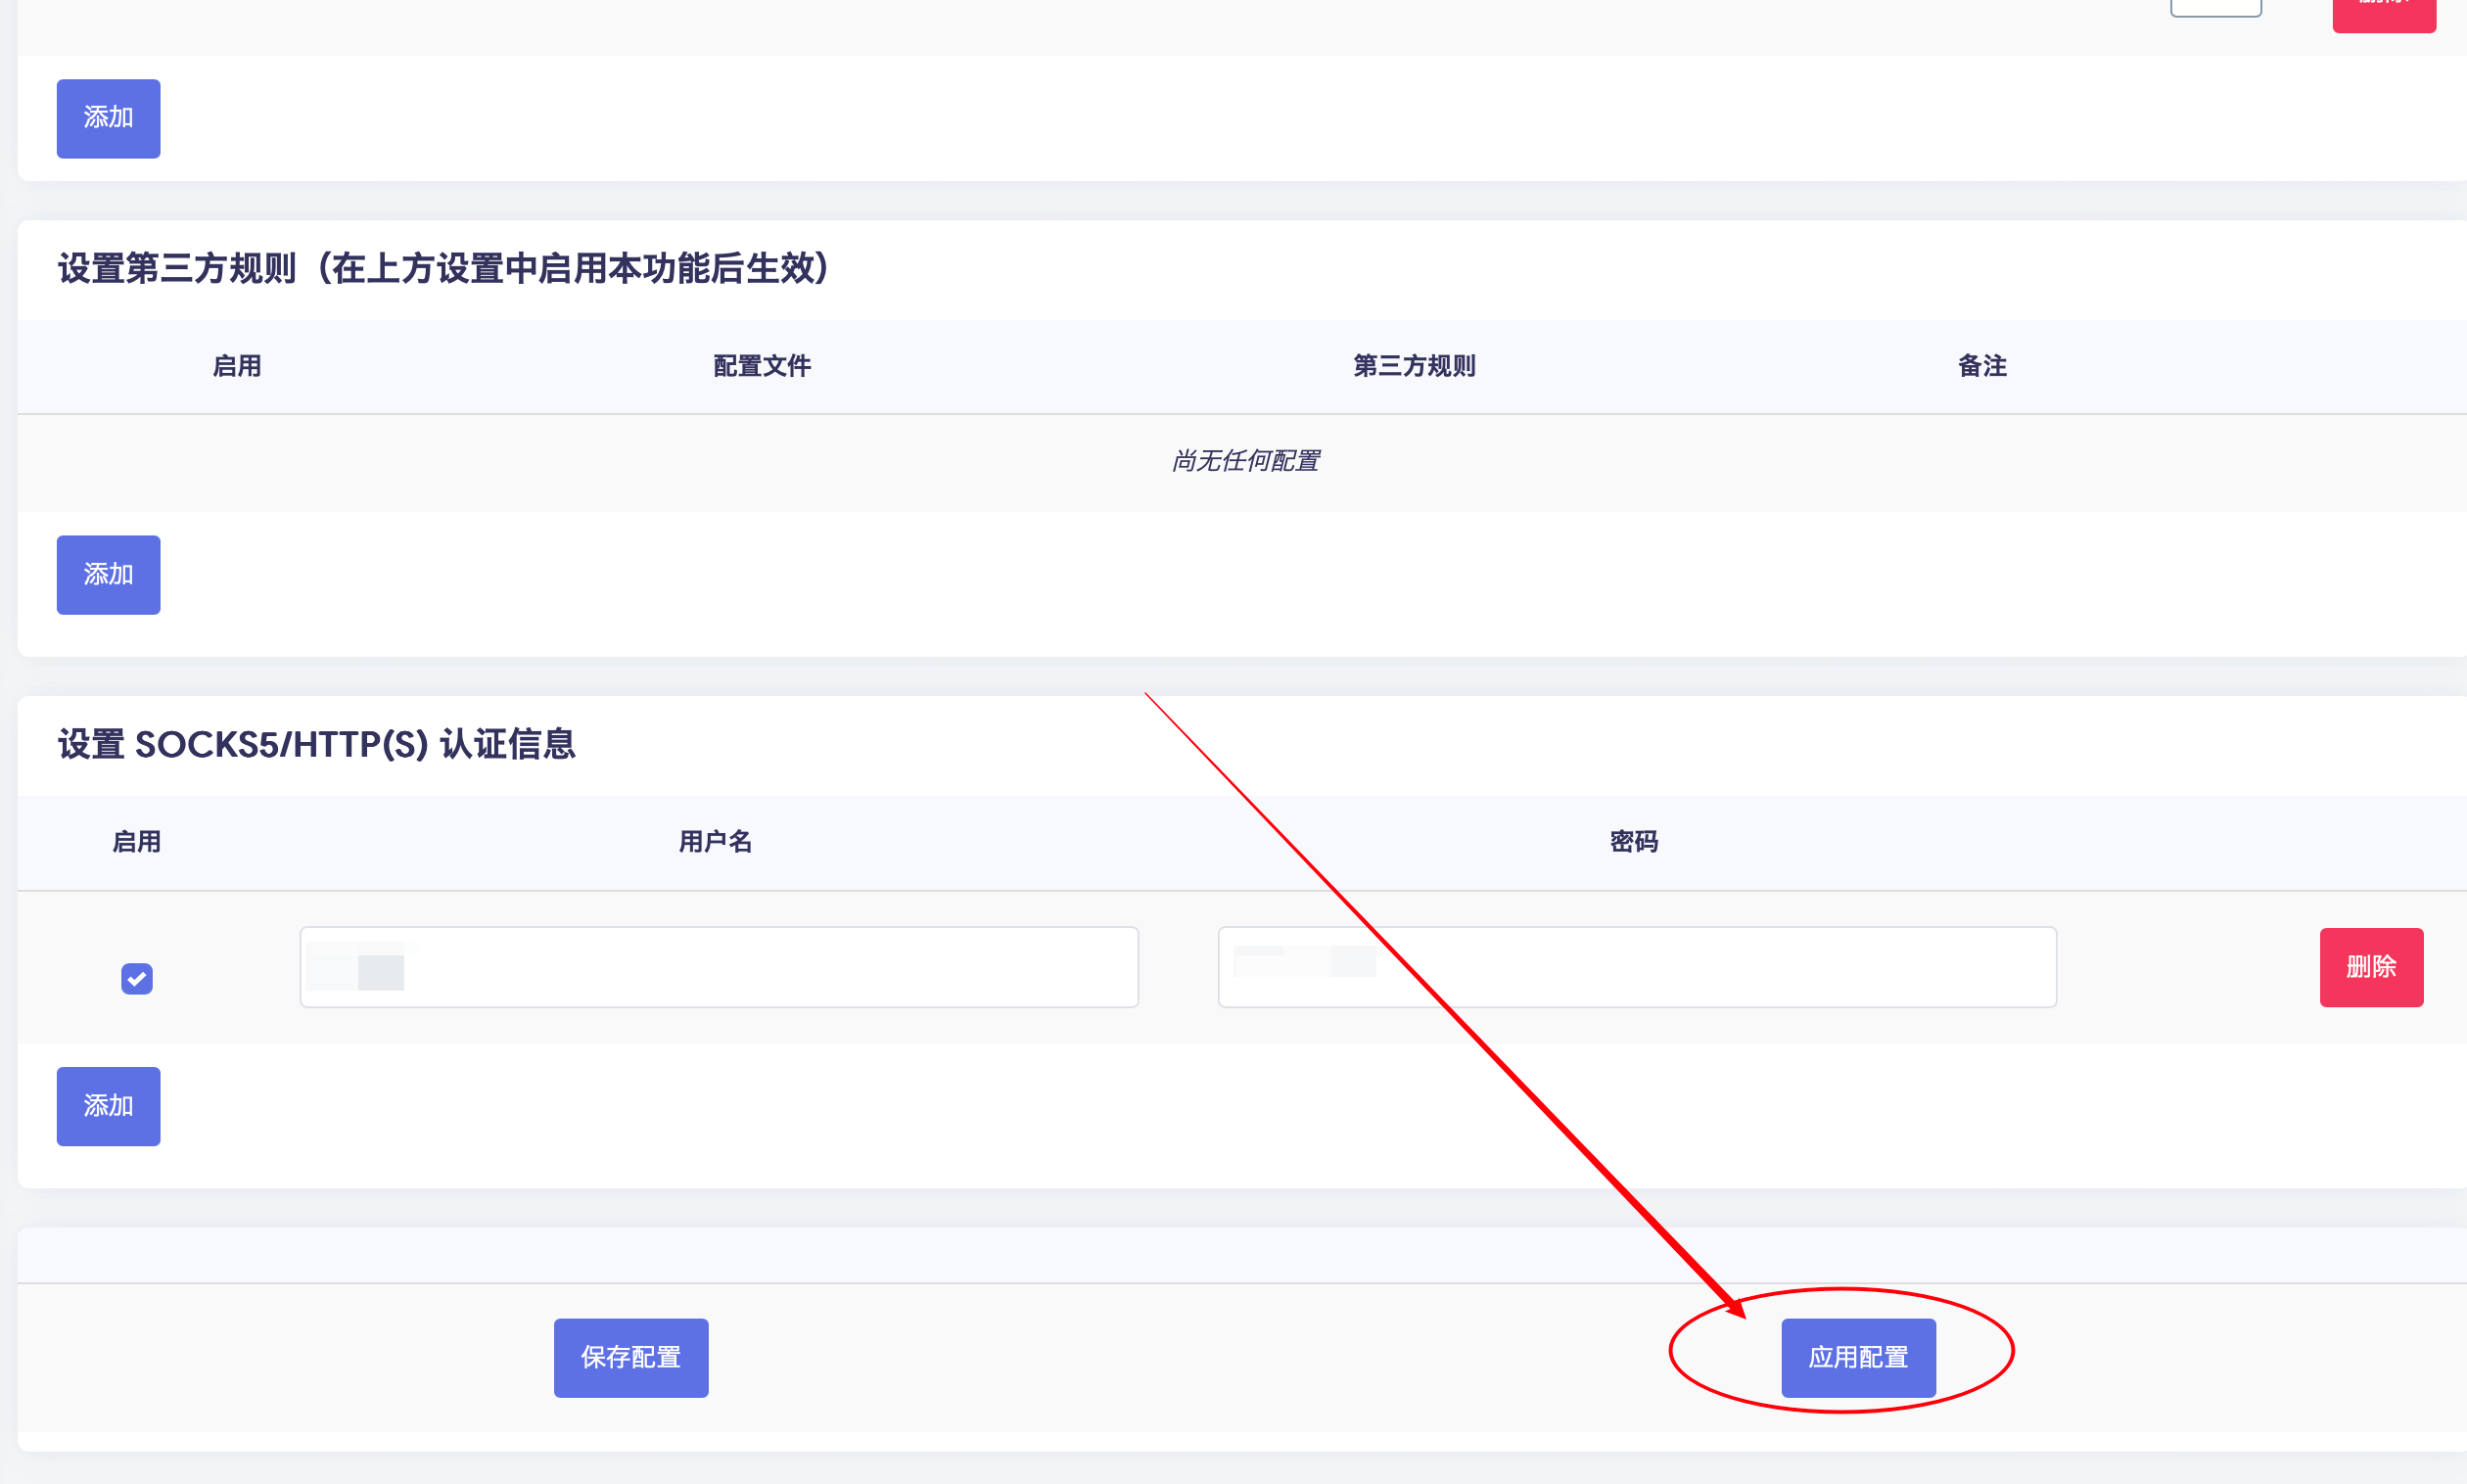 添加
设置第三方规则（在上方设置中启用本功能后生效）
启用 配置文件 第三方规则 备注
尚无任何配置
添加
设置 SOCKS5/HTTP(S) 认证信息
启用 用户名 密码
删除
添加
保存配置 应用配置